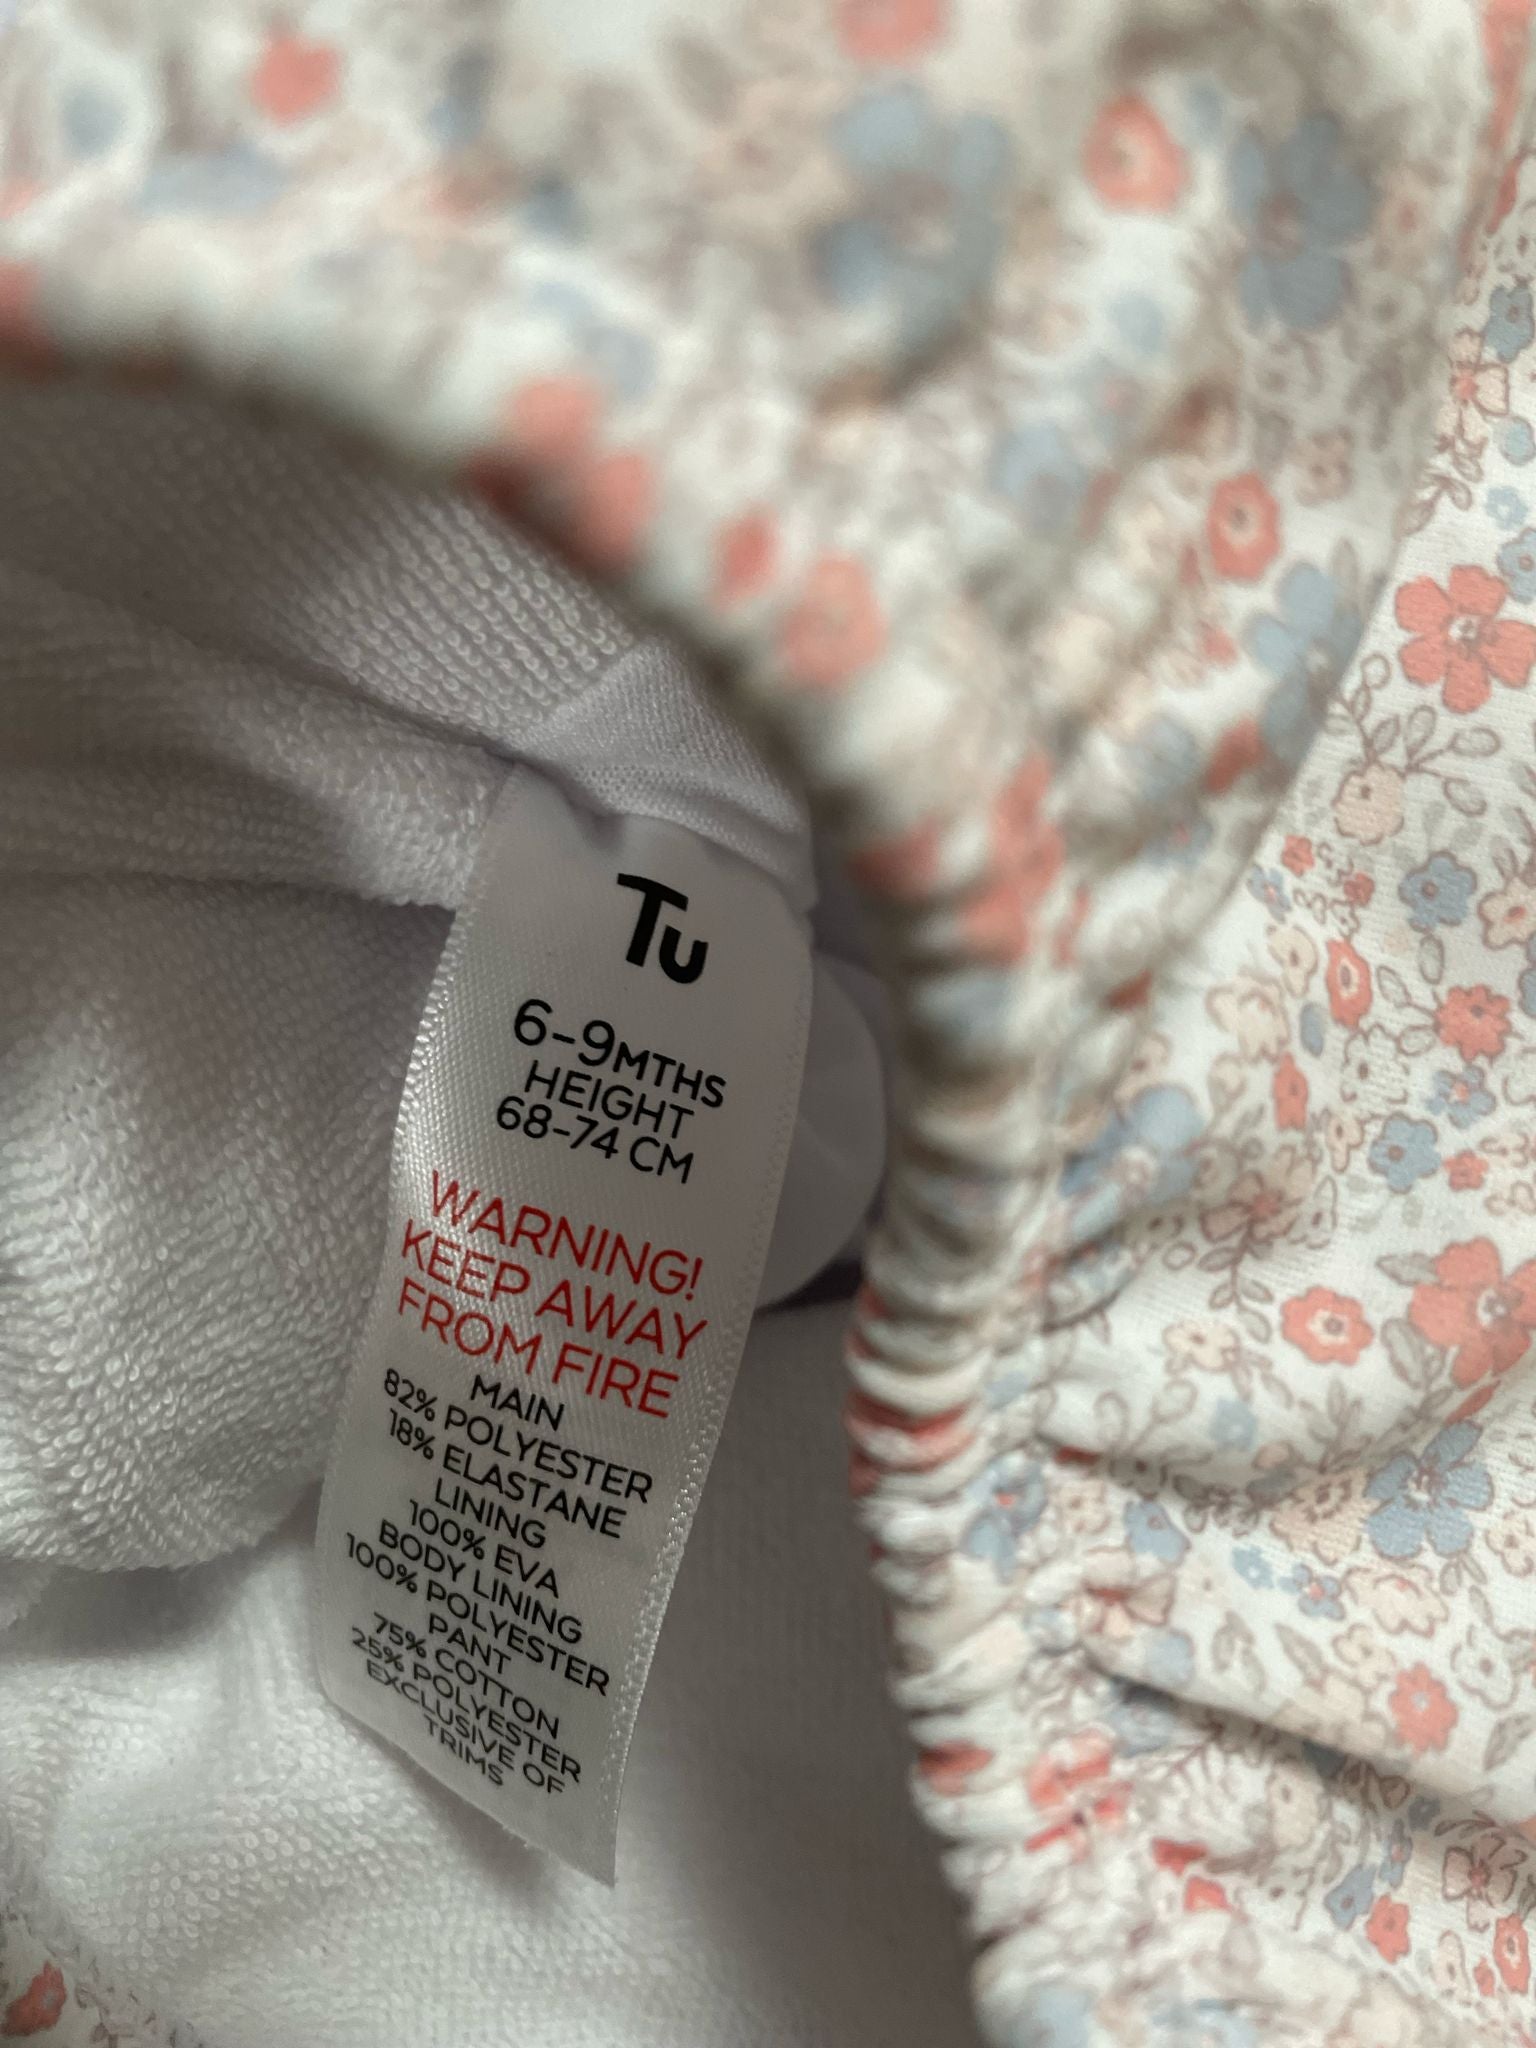 Tu
6-9MTHS
HEIGHT
68-74 CM
WARNING!
KEEP AWAY
FROM FIRE
MAIN
82% POLYESTER
18% ELASTANE
LINING
100% EVA
BODY LINING
100% POLYESTER
PANT
75% COTTON
25% POLYESTER
EXCLUSIVE OF
TRIMS